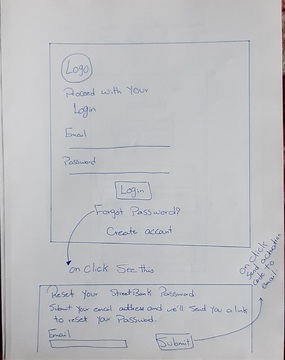 Logo
Proceed with Your
Login
Email
Password
Login
Forgot Password?
Create accaunt
on click See this
Reset Your StreetBank Password
Submit Your email address and we'll Send You a link
to reset your Password.
Email
Submit
on click
Send activation
code to
email